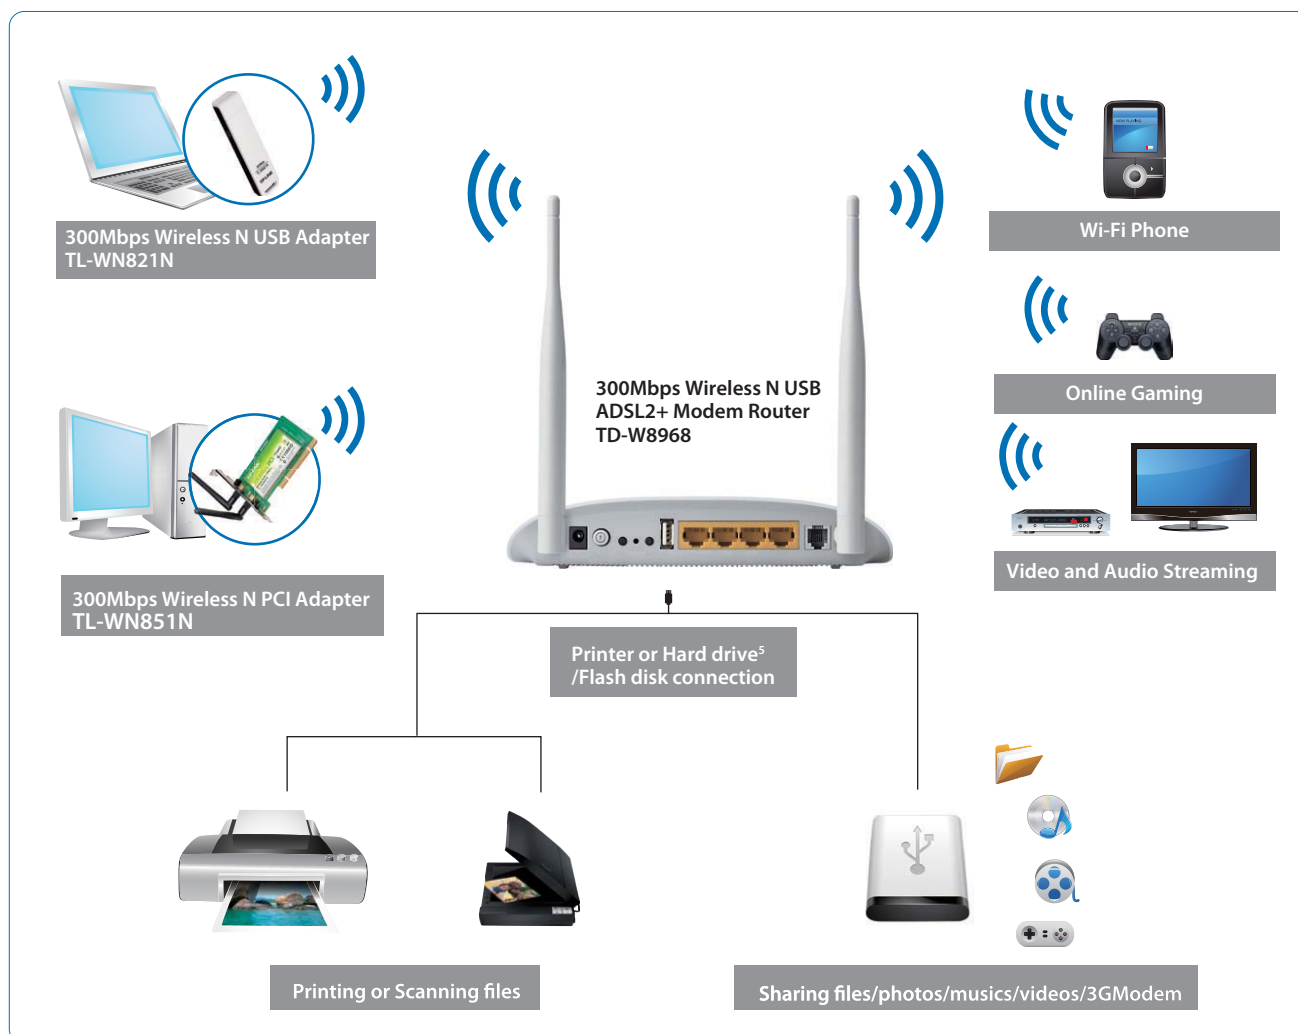 300Mbps Wireless N USB Adapter
TL-WN821N
Wi-Fi Phone
300Mbps Wireless N USB
ADSL2+ Modem Router
TD-W8968
Online Gaming
Video and Audio Streaming
300Mbps Wireless N PCI Adapter
TL-WN851N
Printer or Hard drive⁵
/Flash disk connection
Printing or Scanning files
Sharing files/photos/musics/videos/3GModem